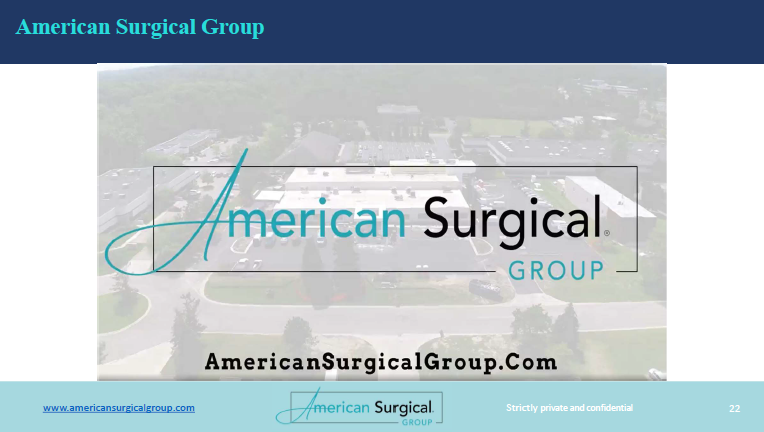 American Surgical Group
American Surgical®
GROUP
AmericanSurgicalGroup.Com
www.americansurgicalgroup.com
American Surgical
GROUP
Strictly private and confidential
22